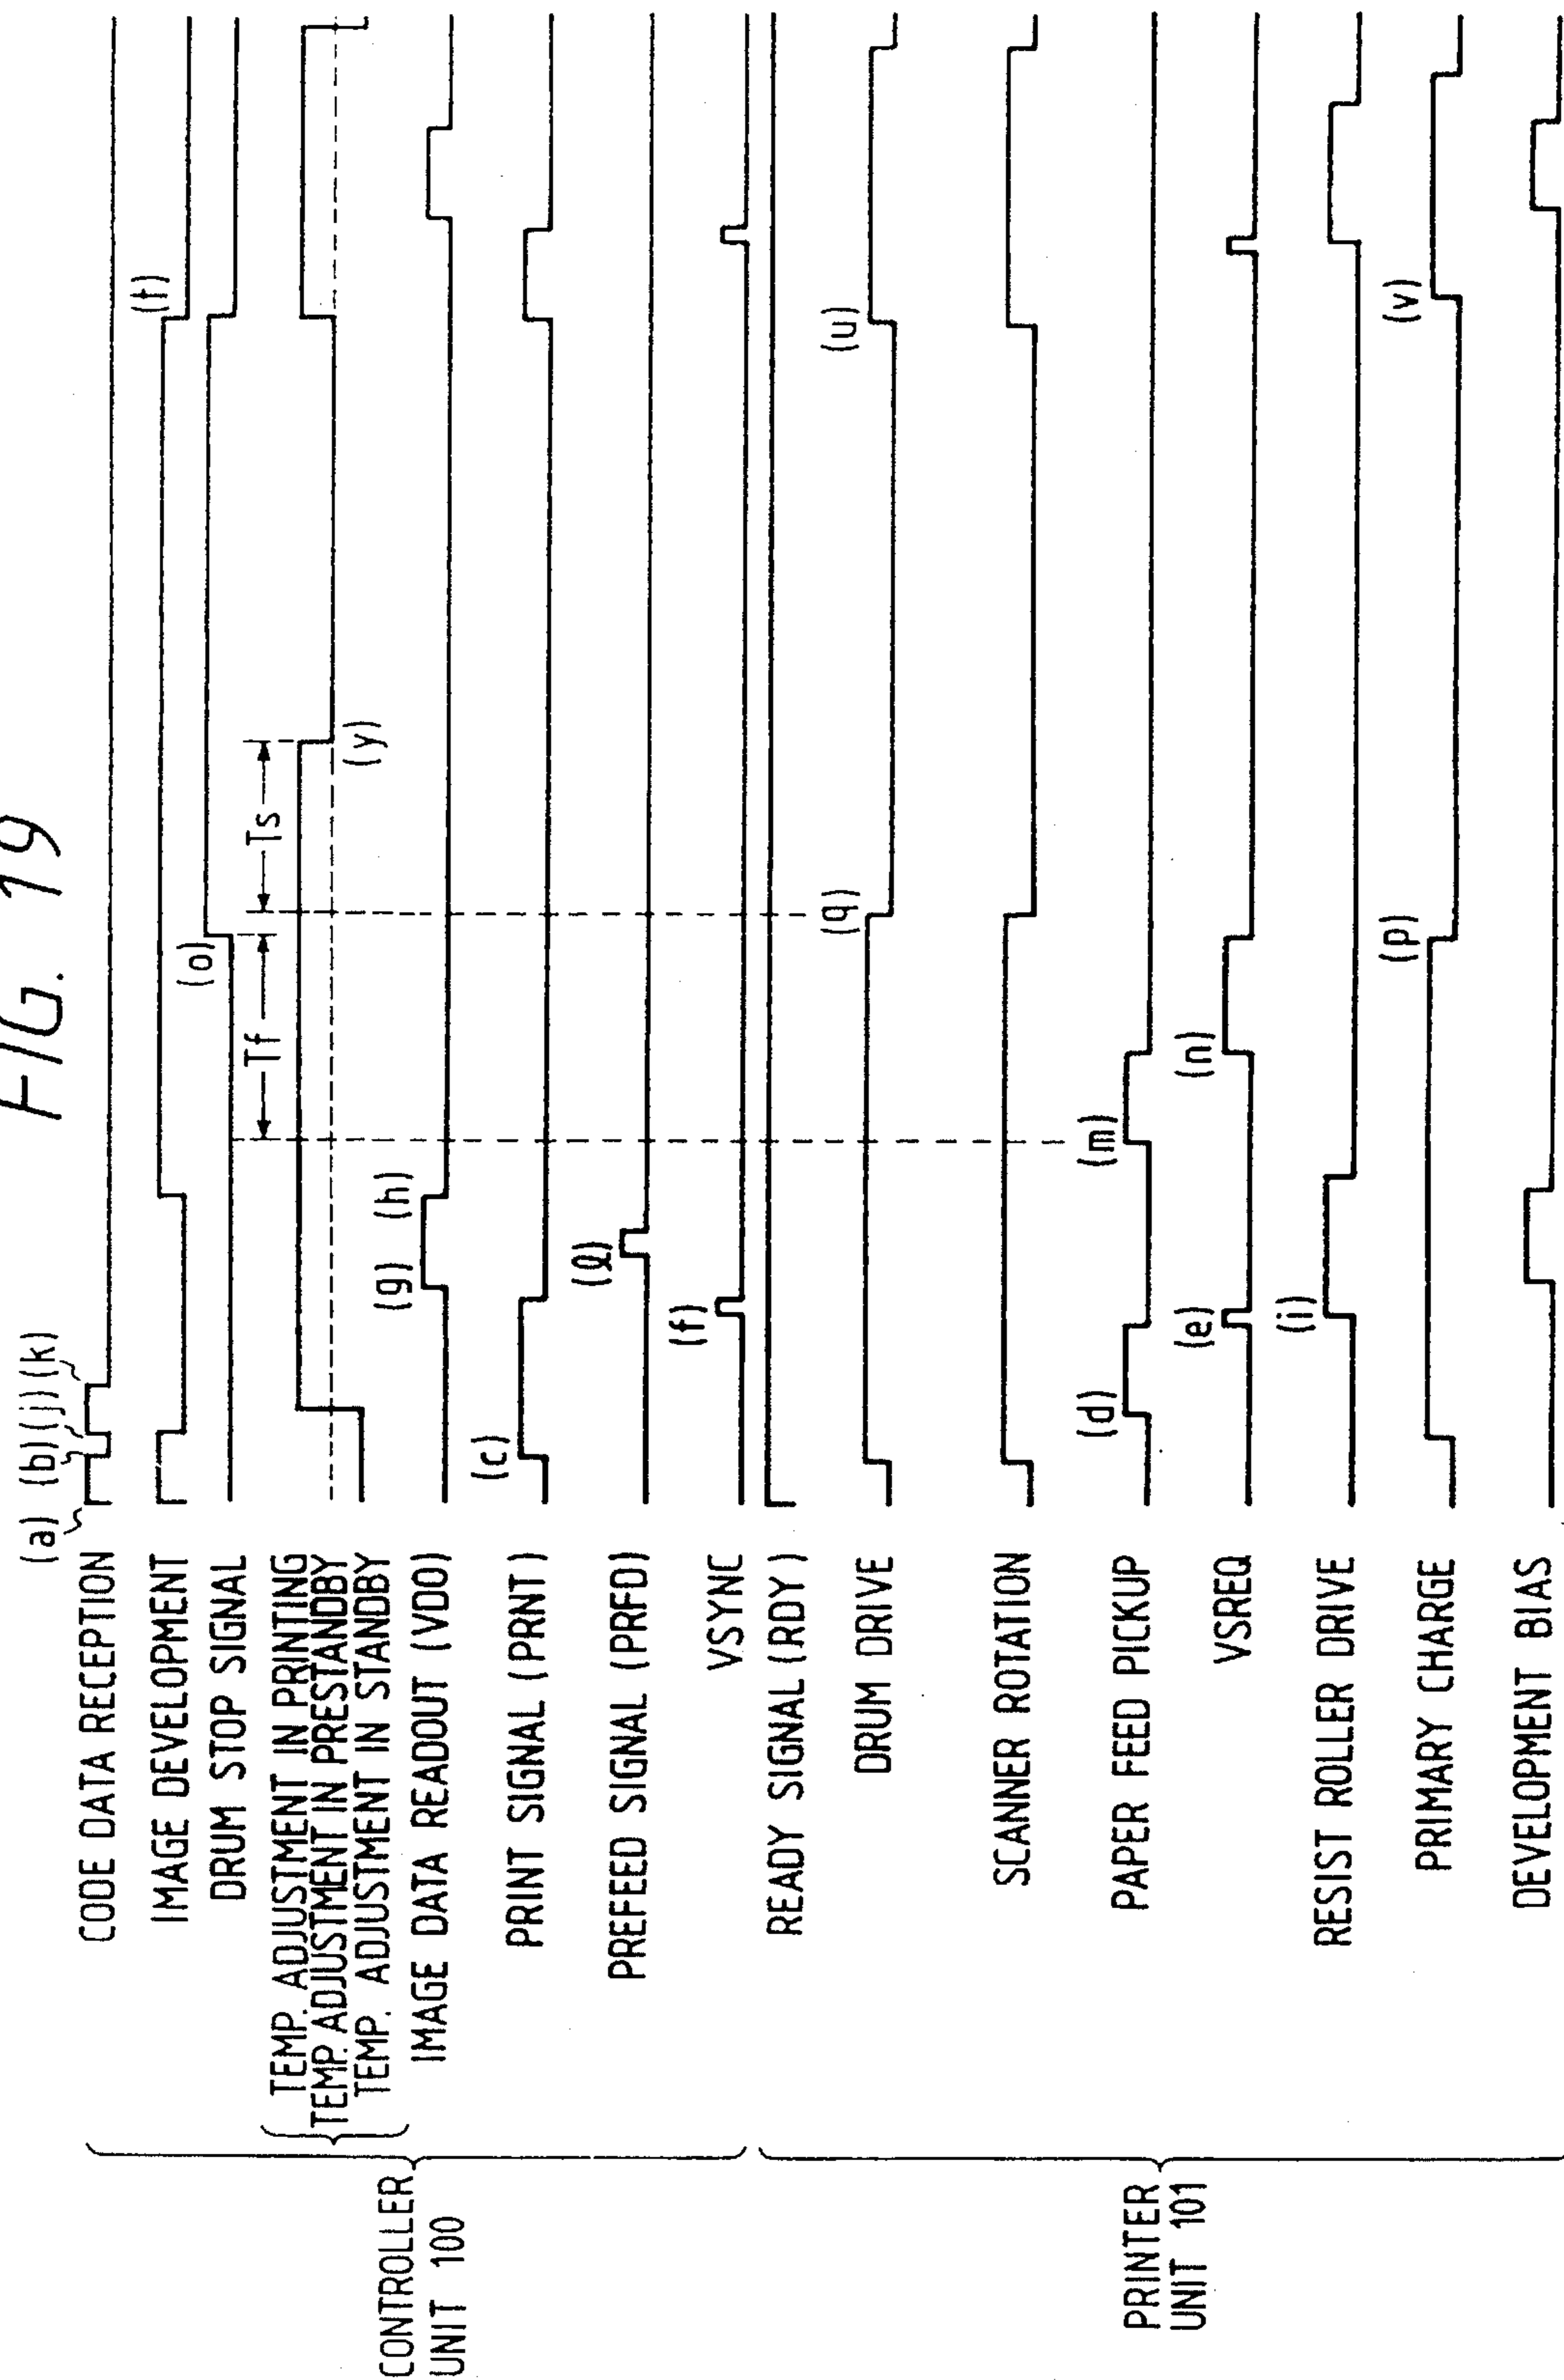 FIG. 19
CONTROLLER
UNIT 100
PRINTER
UNIT 101
(a) (b) (j) (k)
CODE DATA RECEPTION
IMAGE DEVELOPMENT
(t)
DRUM STOP SIGNAL
(o)
Tf
Ts
TEMP. ADJUSTMENT IN PRINTING
TEMP. ADJUSTMENT IN PRESTANDBY
TEMP. ADJUSTMENT IN STANDBY
(y)
IMAGE DATA READOUT (VDO)
(g) (h)
PRINT SIGNAL (PRNT)
(c)
PREFEED SIGNAL (PRFD)
(ℓ)
VSYNC
(f)
READY SIGNAL (RDY)
DRUM DRIVE
(q)
(u)
SCANNER ROTATION
PAPER FEED PICKUP
(d)
(m)
VSREQ
(e)
(n)
RESIST ROLLER DRIVE
(i)
PRIMARY CHARGE
(p)
(v)
DEVELOPMENT BIAS